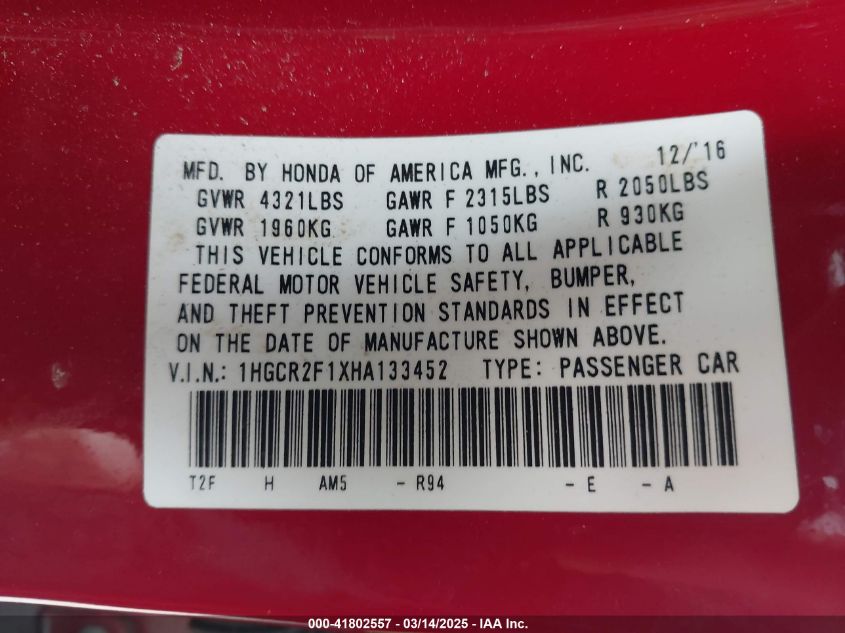 MFD. BY HONDA OF AMERICA MFG., INC. 12/'16
GVWR 4321LBS GAWR F 2315LBS R 2050LBS
GVWR 1960KG GAWR F 1050KG R 930KG
THIS VEHICLE CONFORMS TO ALL APPLICABLE
FEDERAL MOTOR VEHICLE SAFETY, BUMPER,
AND THEFT PREVENTION STANDARDS IN EFFECT
ON THE DATE OF MANUFACTURE SHOWN ABOVE.
V.I.N.: 1HGCR2F1XHA133452 TYPE: PASSENGER CAR
T2F H AM5 - R94 - E - A
000-41802557 - 03/14/2025 - IAA Inc.